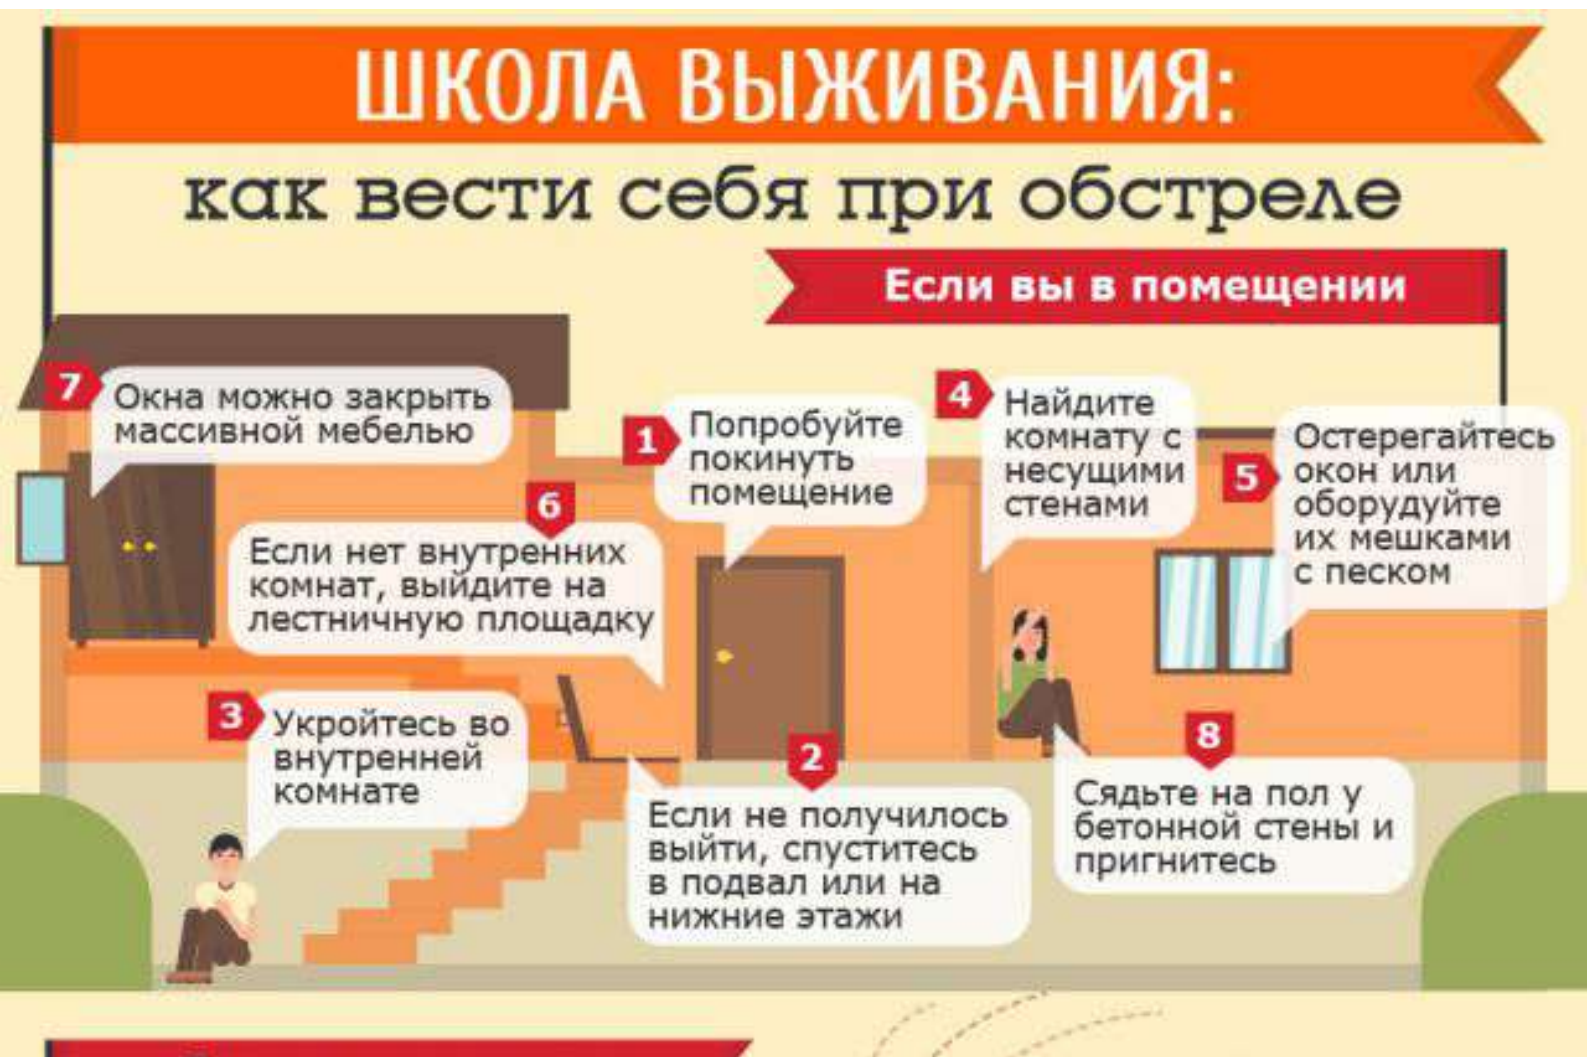 ШКОЛА ВЫЖИВАНИЯ:
как вести себя при обстреле
Если вы в помещении
1
Попробуйте
покинуть
помещение
2
Если не получилось
выйти, спуститесь
в подвал или на
нижние этажи
3
Укройтесь во
внутренней
комнате
4
Найдите
комнату с
несущими
стенами
5
Остерегайтесь
окон или
оборудуйте
их мешками
с песком
6
Если нет внутренних
комнат, выйдите на
лестничную площадку
7
Окна можно закрыть
массивной мебелью
8
Сядьте на пол у
бетонной стены и
пригнитесь